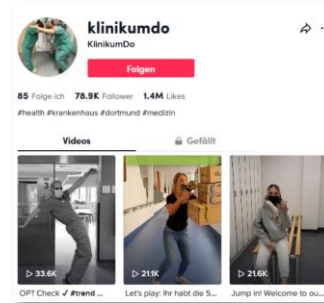 klinikumdo
KlinikumDo
Folgen
85 Folge ich 78.9K Follower 1.4M Likes
#health #krankenhaus #dortmund #medizin
Videos Gefällt
33.6K 21.1K 21.6K
OP? Check ✓ #trend ... Let's play: Ihr habt die S... Jump in! Welcome to ou...